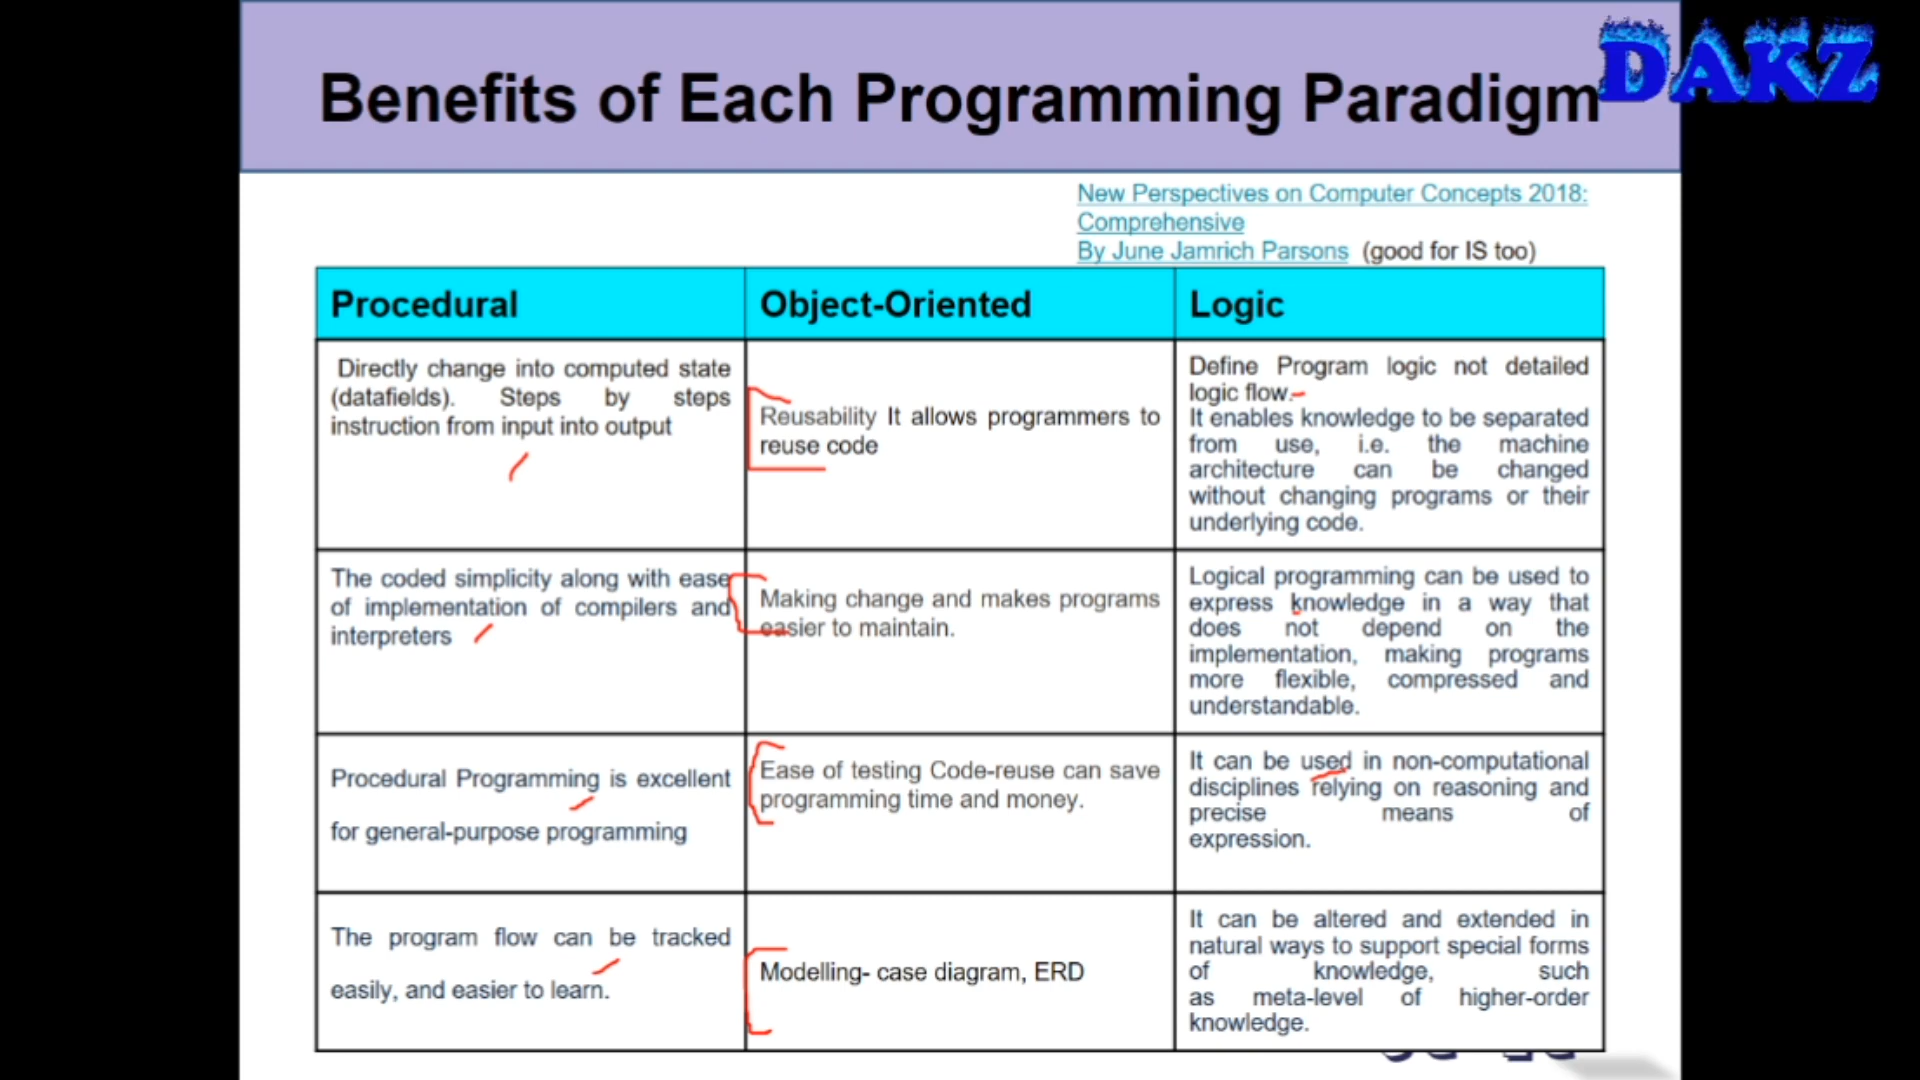 Benefits of Each Programming Paradigm
DAKZ
New Perspectives on Computer Concepts 2018:
Comprehensive
By June Jamrich Parsons (good for IS too)
Procedural
Object-Oriented
Logic
Directly change into computed state
(datafields). Steps by steps
instruction from input into output
Reusability It allows programmers to
reuse code
Define Program logic not detailed
logic flow.
It enables knowledge to be separated
from use, i.e. the machine
architecture can be changed
without changing programs or their
underlying code.
The coded simplicity along with ease
of implementation of compilers and
interpreters
Making change and makes programs
easier to maintain.
Logical programming can be used to
express knowledge in a way that
does not depend on the
implementation, making programs
more flexible, compressed and
understandable.
Procedural Programming is excellent
for general-purpose programming
Ease of testing Code-reuse can save
programming time and money.
It can be used in non-computational
disciplines relying on reasoning and
precise means of
expression.
The program flow can be tracked
easily, and easier to learn.
Modelling- case diagram, ERD
It can be altered and extended in
natural ways to support special forms
of knowledge, such
as meta-level of higher-order
knowledge.